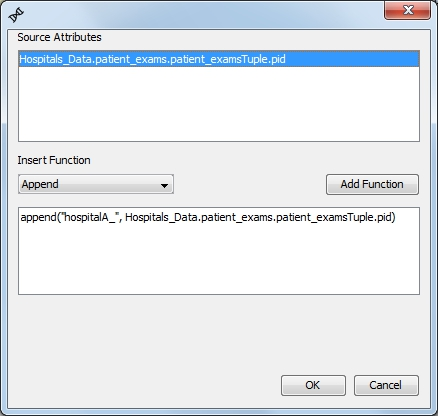 Source Attributes
Hospitals_Data.patient_exams.patient_examsTuple.pid
Insert Function
Append
Add Function
append("hospitalA_", Hospitals_Data.patient_exams.patient_examsTuple.pid)
OK
Cancel